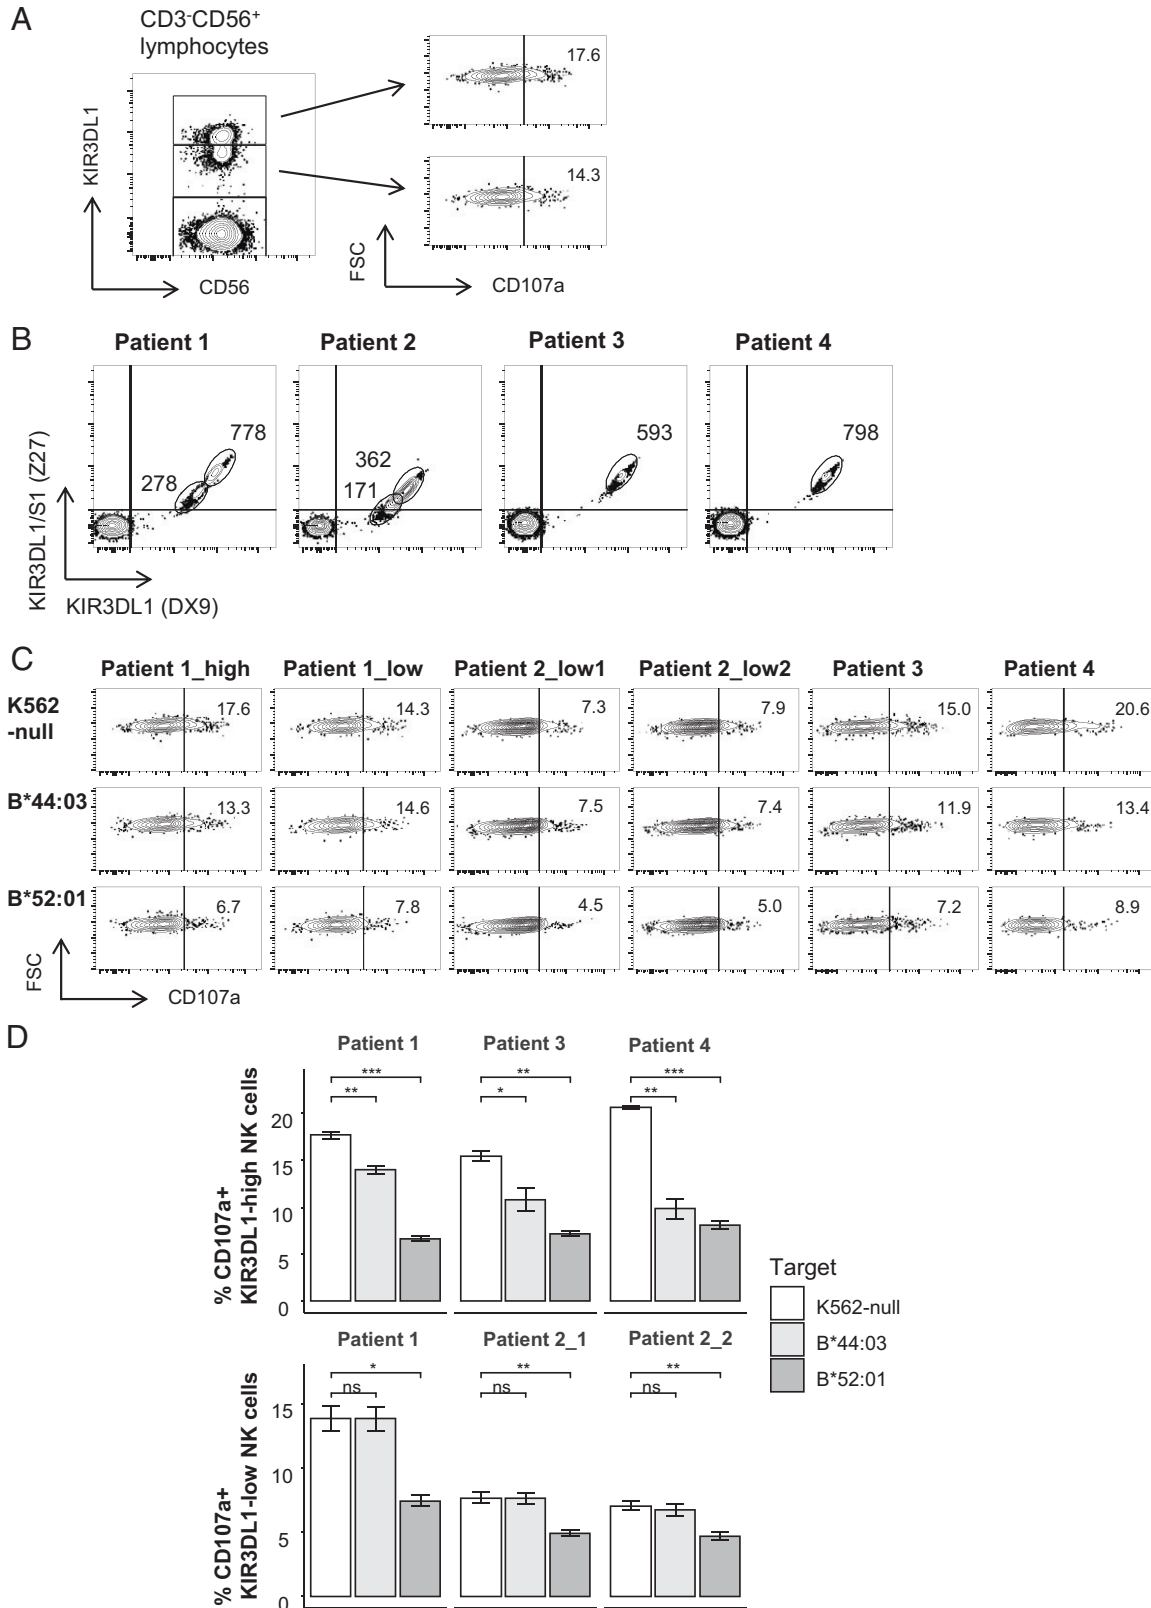 A
CD3-CD56+
lymphocytes
KIR3DL1
CD56
17.6
14.3
FSC
CD107a
B
Patient 1
Patient 2
Patient 3
Patient 4
778
278
362
171
593
798
KIR3DL1/S1 (Z27)
KIR3DL1 (DX9)
C
Patient 1_high
Patient 1_low
Patient 2_low1
Patient 2_low2
Patient 3
Patient 4
K562
-null
17.6
14.3
7.3
7.9
15.0
20.6
B*44:03
13.3
14.6
7.5
7.4
11.9
13.4
B*52:01
6.7
7.8
4.5
5.0
7.2
8.9
FSC
CD107a
D
Patient 1
Patient 3
Patient 4
% CD107a+
KIR3DL1-high NK cells
20
15
10
5
0
***
**
**
*
***
**
Target
K562-null
B*44:03
B*52:01
Patient 1
Patient 2_1
Patient 2_2
% CD107a+
KIR3DL1-low NK cells
15
10
5
0
*
ns
**
ns
**
ns